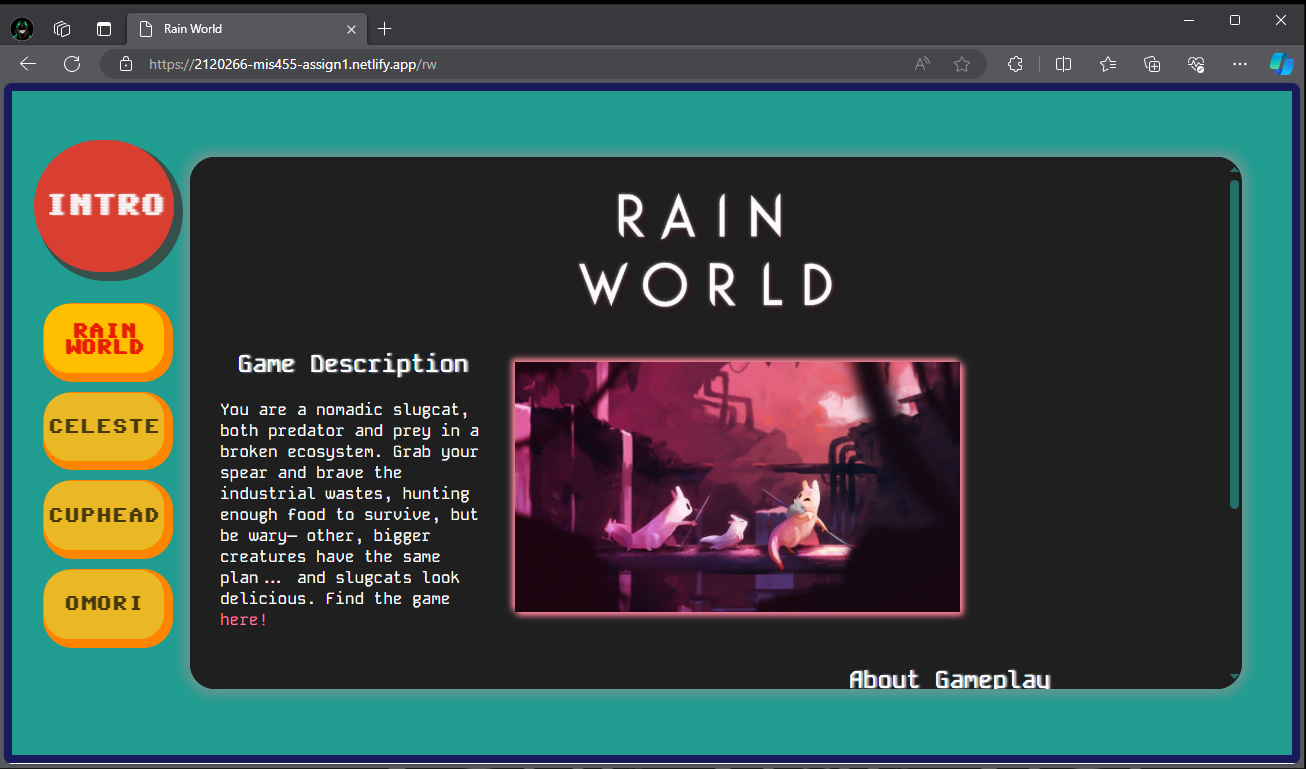 Rain World
https://2120266-mis455-assign1.netlify.app/rw
INTRO
RAIN
WORLD
CELESTE
CUPHEAD
OMORI
RAIN
WORLD
Game Description
You are a nomadic slugcat,
both predator and prey in a
broken ecosystem. Grab your
spear and brave the
industrial wastes, hunting
enough food to survive, but
be wary— other, bigger
creatures have the same
plan... and slugcats look
delicious. Find the game
here!
About Gameplay